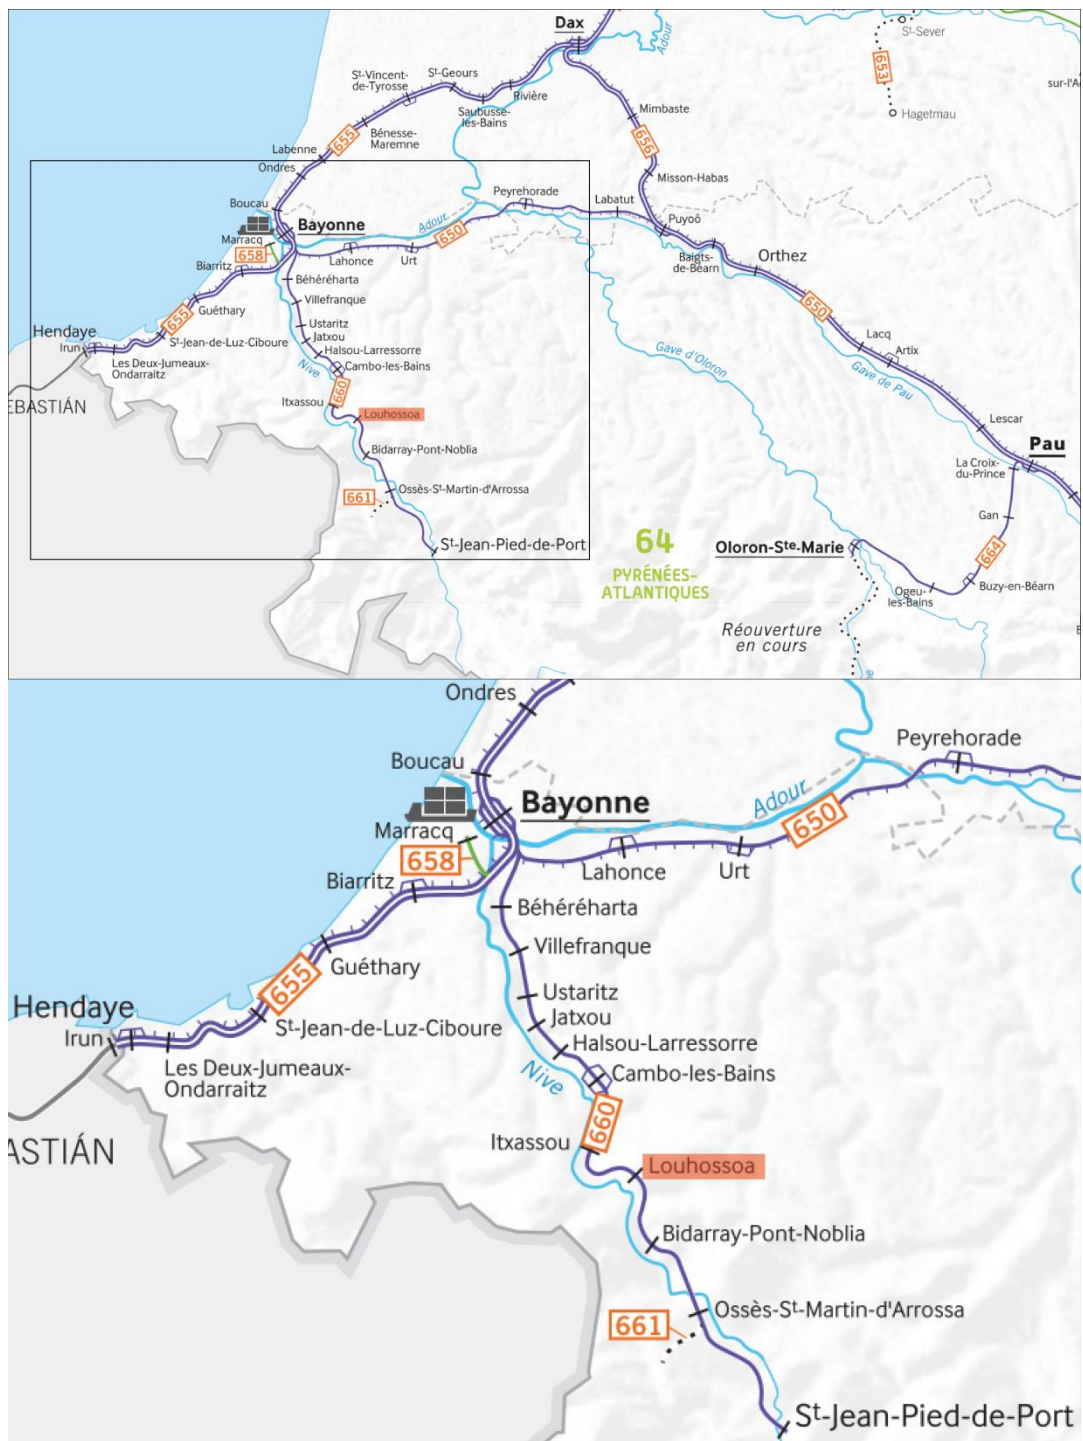 Dax
Adour
Sᵗ-Sever
653
Hagetmau
sur-l'A
Sᵗ-Vincent-
de-Tyrosse
Sᵗ-Geours
Rivière
Saubusse-
les-Bains
Mimbaste
Bénesse-
Maremne
655
656
Labenne
Ondres
Misson-Habas
Boucau
Peyrehorade
Labatut
Bayonne
Adour
650
Puyoô
Marracq
658
Biarritz
Lahonce
Urt
Baigts-
de-Béarn
Orthez
Béhéréharta
Villefranque
Guéthary
655
650
Ustaritz
Jatxou
Hendaye
Irun
Sᵗ-Jean-de-Luz-Ciboure
Lacq
Artix
Halsou-Larressorre
Les Deux-Jumeaux-
Ondarraitz
Nive
Cambo-les-Bains
Gave d'Oloron
Gave de Pau
660
Itxassou
EBASTIÁN
Louhossoa
Lescar
Pau
Bidarray-Pont-Noblia
La Croix-
du-Prince
Ossès-Sᵗ-Martin-d'Arrossa
661
Gan
Sᵗ-Jean-Pied-de-Port
64
PYRÉNÉES-
ATLANTIQUES
Oloron-Sᵗᵉ-Marie
664
Ogeu-
les-Bains
Buzy-en-Béarn
Réouverture
en cours
Ondres
Boucau
Peyrehorade
Bayonne
Adour
650
Marracq
658
Lahonce
Urt
Biarritz
Béhéréharta
Villefranque
Guéthary
655
Ustaritz
Jatxou
Hendaye
Irun
Sᵗ-Jean-de-Luz-Ciboure
Halsou-Larressorre
Les Deux-Jumeaux-
Ondarraitz
Nive
Cambo-les-Bains
660
Itxassou
ASTIÁN
Louhossoa
Bidarray-Pont-Noblia
Ossès-Sᵗ-Martin-d'Arrossa
661
Sᵗ-Jean-Pied-de-Port